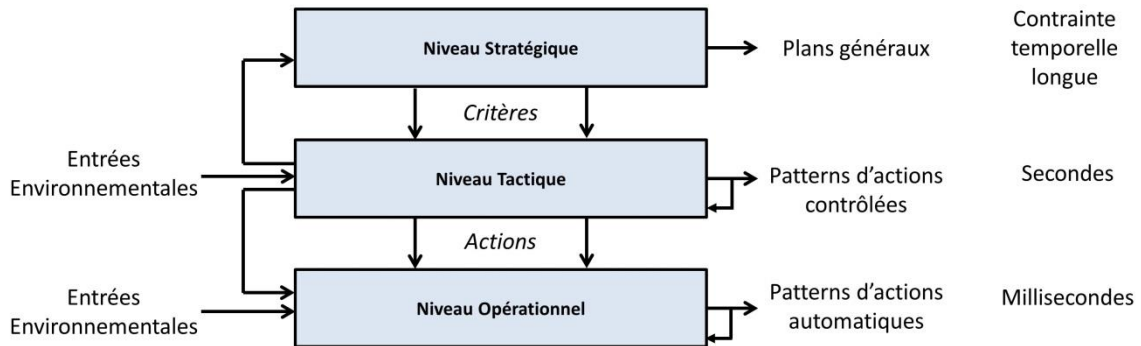 Niveau Stratégique
Plans généraux
Contrainte
temporelle
longue
Critères
Entrées
Environnementales
Niveau Tactique
Patterns d'actions
contrôlées
Secondes
Actions
Entrées
Environnementales
Niveau Opérationnel
Patterns d'actions
automatiques
Millisecondes